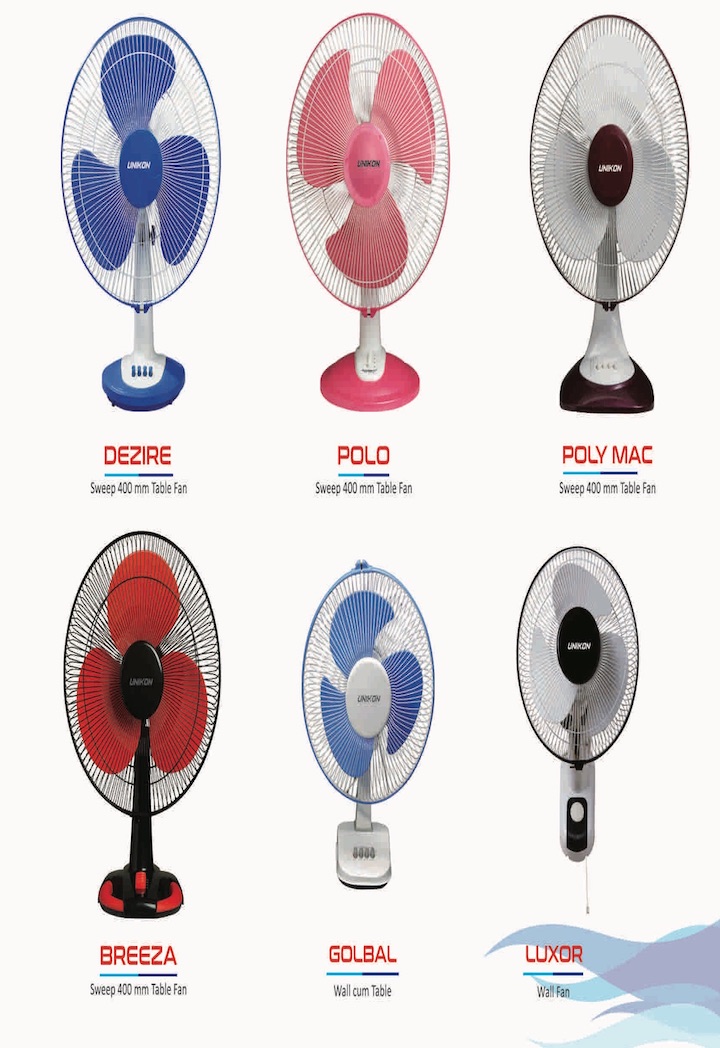 UNIKON
UNIKON
UNIKON
DEZIRE
Sweep 400 mm Table Fan
POLO
Sweep 400 mm Table Fan
POLY MAC
Sweep 400 mm Table Fan
UNIKON
UNIKON
UNIKON
BREEZA
Sweep 400 mm Table Fan
GOLBAL
Wall cum Table
LUXOR
Wall Fan